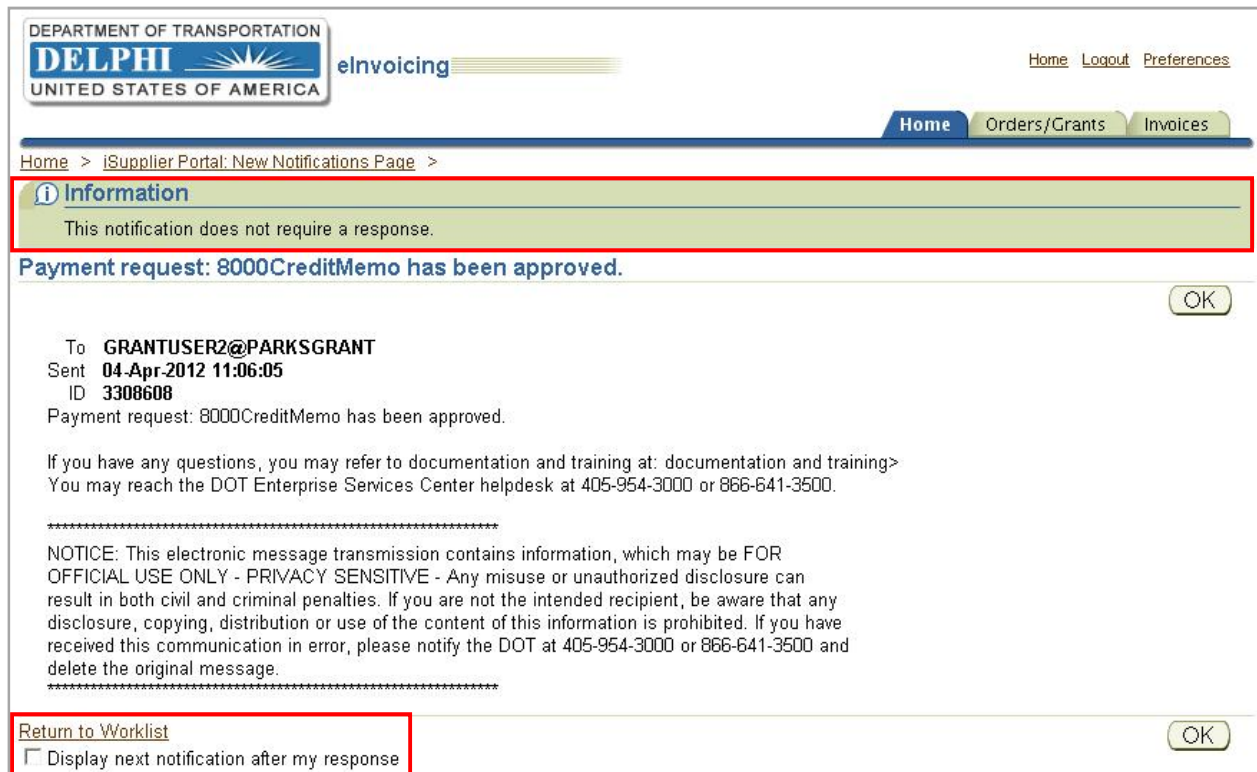 DEPARTMENT OF TRANSPORTATION
DELPHI
UNITED STATES OF AMERICA
eInvoicing
Home Logout Preferences
Home Orders/Grants Invoices
Home > iSupplier Portal: New Notifications Page >
i Information
This notification does not require a response.
Payment request: 8000CreditMemo has been approved.
OK
To GRANTUSER2@PARKSGRANT
Sent 04-Apr-2012 11:06:05
ID 3308608
Payment request: 8000CreditMemo has been approved.
If you have any questions, you may refer to documentation and training at: documentation and training>
You may reach the DOT Enterprise Services Center helpdesk at 405-954-3000 or 866-641-3500.
****************************************************************
NOTICE: This electronic message transmission contains information, which may be FOR
OFFICIAL USE ONLY - PRIVACY SENSITIVE - Any misuse or unauthorized disclosure can
result in both civil and criminal penalties. If you are not the intended recipient, be aware that any
disclosure, copying, distribution or use of the content of this information is prohibited. If you have
received this communication in error, please notify the DOT at 405-954-3000 or 866-641-3500 and
delete the original message.
****************************************************************
Return to Worklist
OK
Display next notification after my response